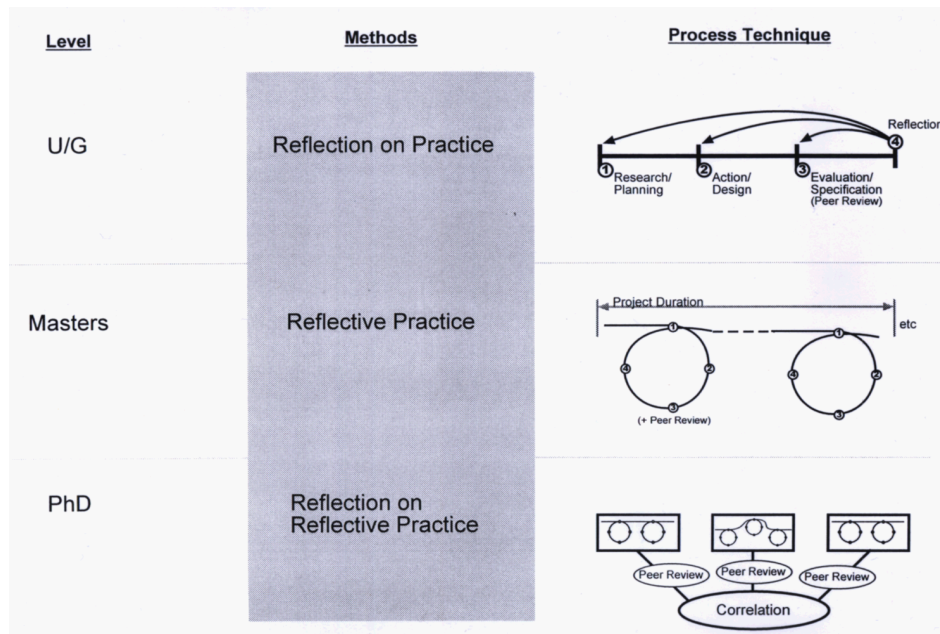 Level
Methods
Process Technique
U/G
Reflection on Practice
Reflection
4
1 Research/
Planning
2 Action/
Design
3 Evaluation/
Specification
(Peer Review)
Masters
Reflective Practice
Project Duration
etc
1
2
3
4
(+ Peer Review)
1
2
3
4
PhD
Reflection on
Reflective Practice
Peer Review
Peer Review
Peer Review
Correlation